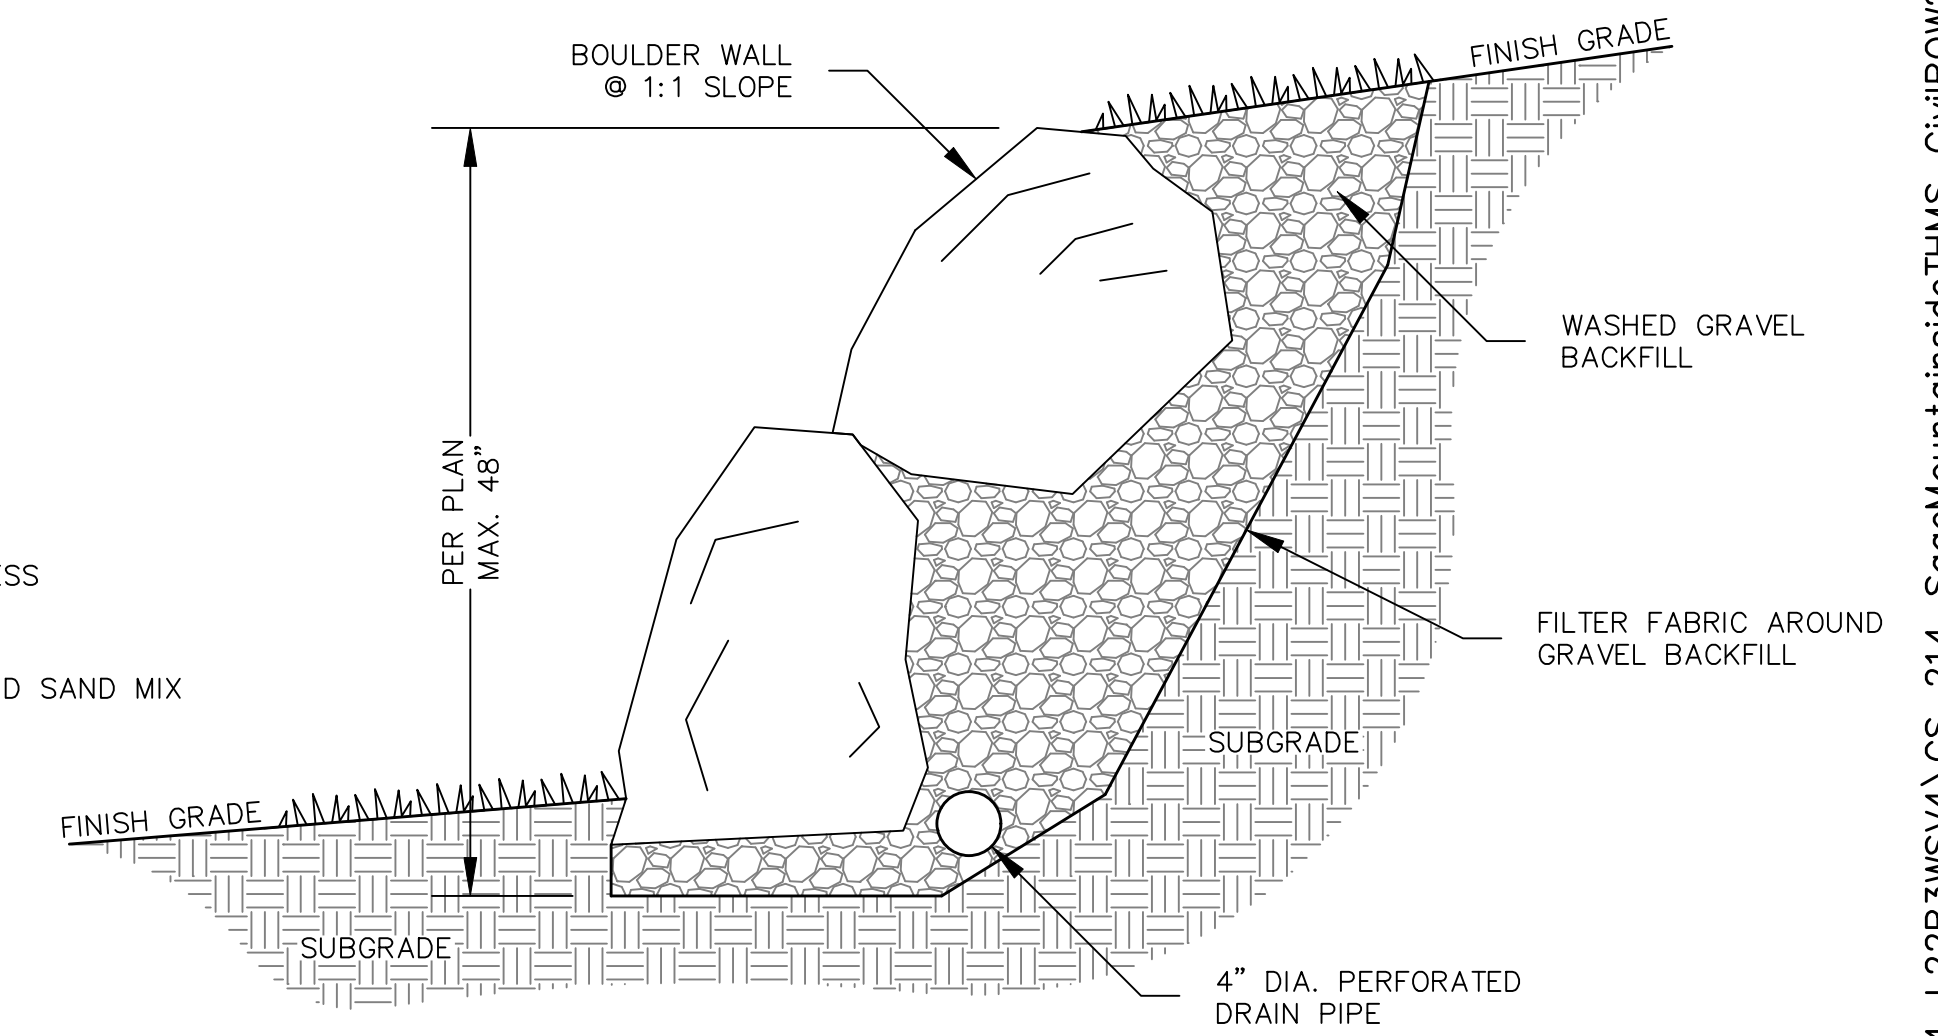 BOULDER WALL
@ 1:1 SLOPE
FINISH GRADE
WASHED GRAVEL
BACKFILL
PER PLAN
MAX. 48”
FILTER FABRIC AROUND
GRAVEL BACKFILL
D SAND MIX
SUBGRADE
FINISH GRADE
SUBGRADE
4” DIA. PERFORATED
DRAIN PIPE